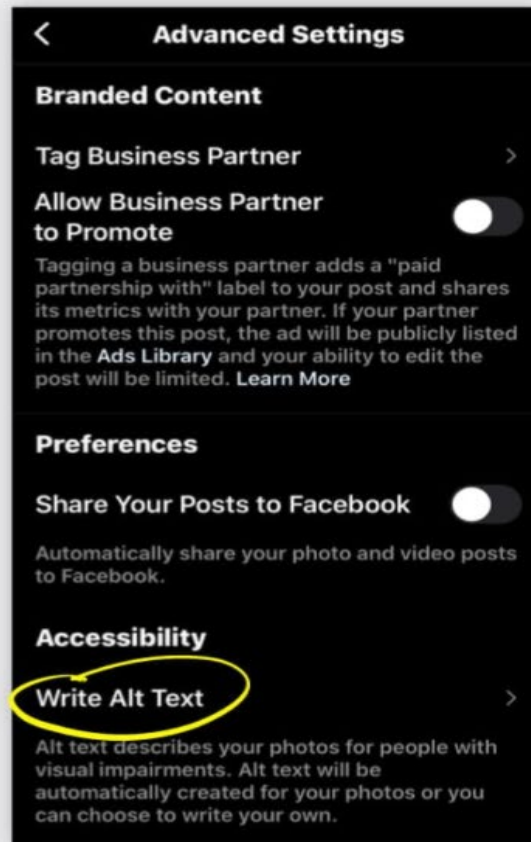 Advanced Settings
Branded Content
Tag Business Partner
Allow Business Partner
to Promote
Tagging a business partner adds a "paid
partnership with" label to your post and shares
its metrics with your partner. If your partner
promotes this post, the ad will be publicly listed
in the Ads Library and your ability to edit the
post will be limited. Learn More
Preferences
Share Your Posts to Facebook
Automatically share your photo and video posts
to Facebook.
Accessibility
Write Alt Text
Alt text describes your photos for people with
visual impairments. Alt text will be
automatically created for your photos or you
can choose to write your own.